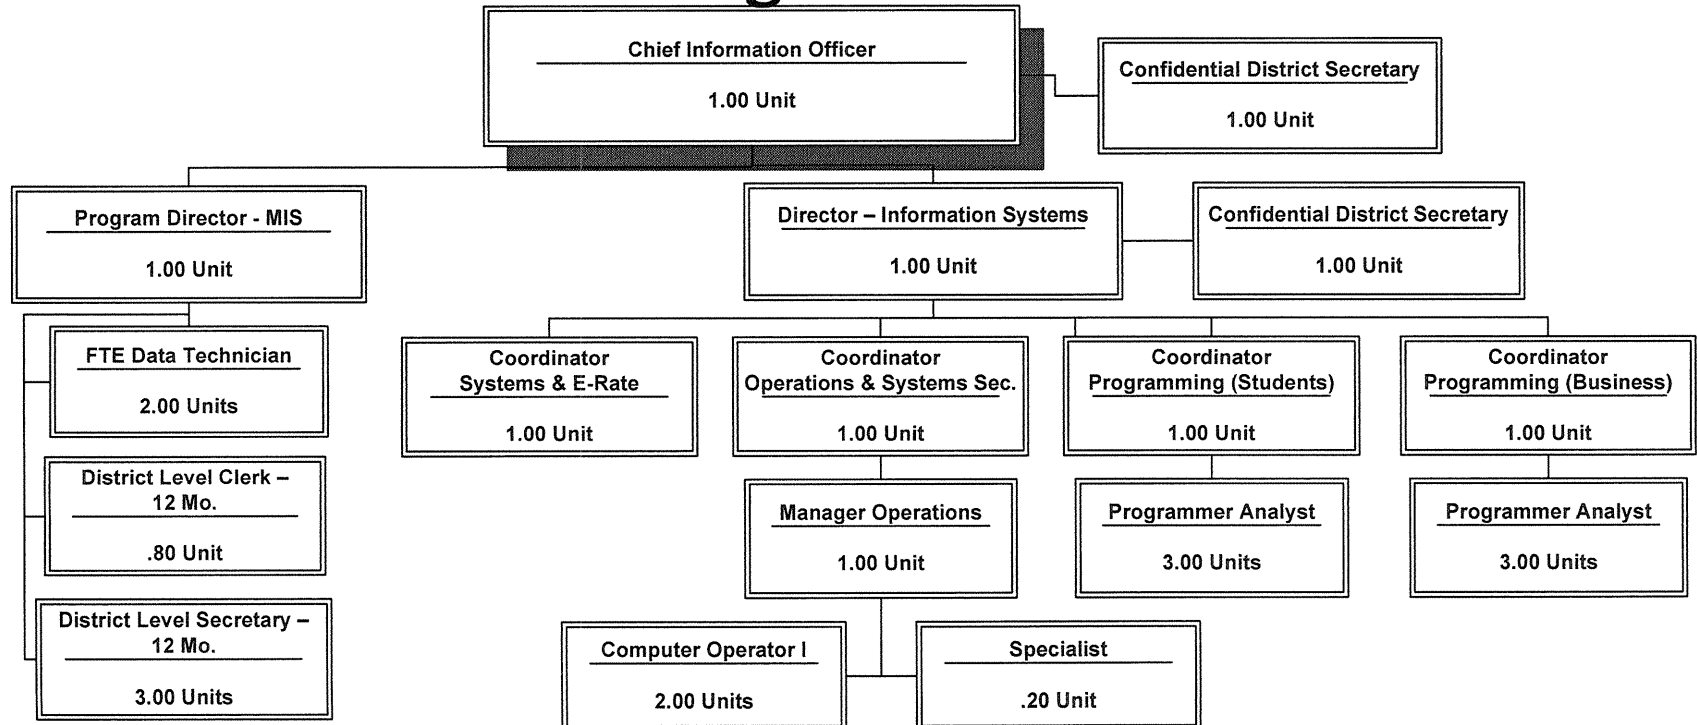 Chief Information Officer
1.00 Unit
Confidential District Secretary
1.00 Unit
Program Director - MIS
1.00 Unit
Director – Information Systems
1.00 Unit
Confidential District Secretary
1.00 Unit
FTE Data Technician
2.00 Units
District Level Clerk –
12 Mo.
.80 Unit
District Level Secretary –
12 Mo.
3.00 Units
Coordinator
Systems & E-Rate
1.00 Unit
Coordinator
Operations & Systems Sec.
1.00 Unit
Coordinator
Programming (Students)
1.00 Unit
Coordinator
Programming (Business)
1.00 Unit
Manager Operations
1.00 Unit
Programmer Analyst
3.00 Units
Programmer Analyst
3.00 Units
Computer Operator I
2.00 Units
Specialist
.20 Unit